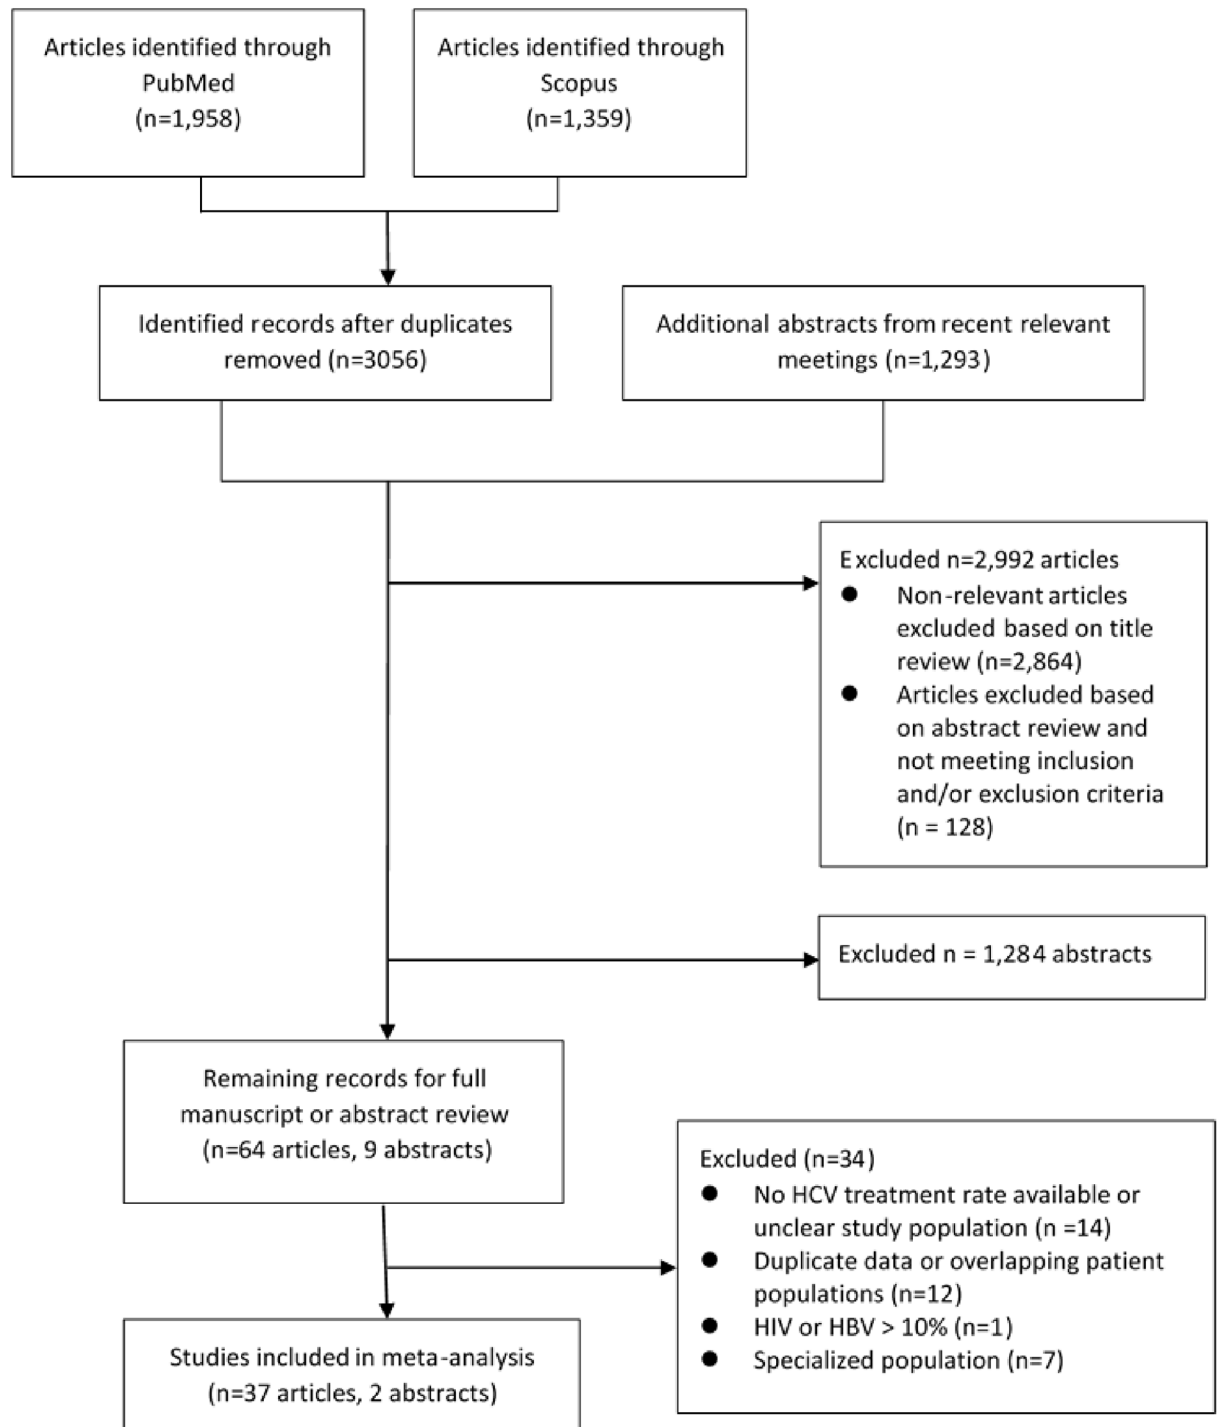 Articles identified through
PubMed
(n=1,958)
Articles identified through
Scopus
(n=1,359)
Identified records after duplicates
removed (n=3056)
Additional abstracts from recent relevant
meetings (n=1,293)
Excluded n=2,992 articles
● Non-relevant articles
excluded based on title
review (n=2,864)
● Articles excluded based
on abstract review and
not meeting inclusion
and/or exclusion criteria
(n = 128)
Excluded n = 1,284 abstracts
Remaining records for full
manuscript or abstract review
(n=64 articles, 9 abstracts)
Excluded (n=34)
● No HCV treatment rate available or
unclear study population (n =14)
● Duplicate data or overlapping patient
populations (n=12)
● HIV or HBV > 10% (n=1)
● Specialized population (n=7)
Studies included in meta-analysis
(n=37 articles, 2 abstracts)